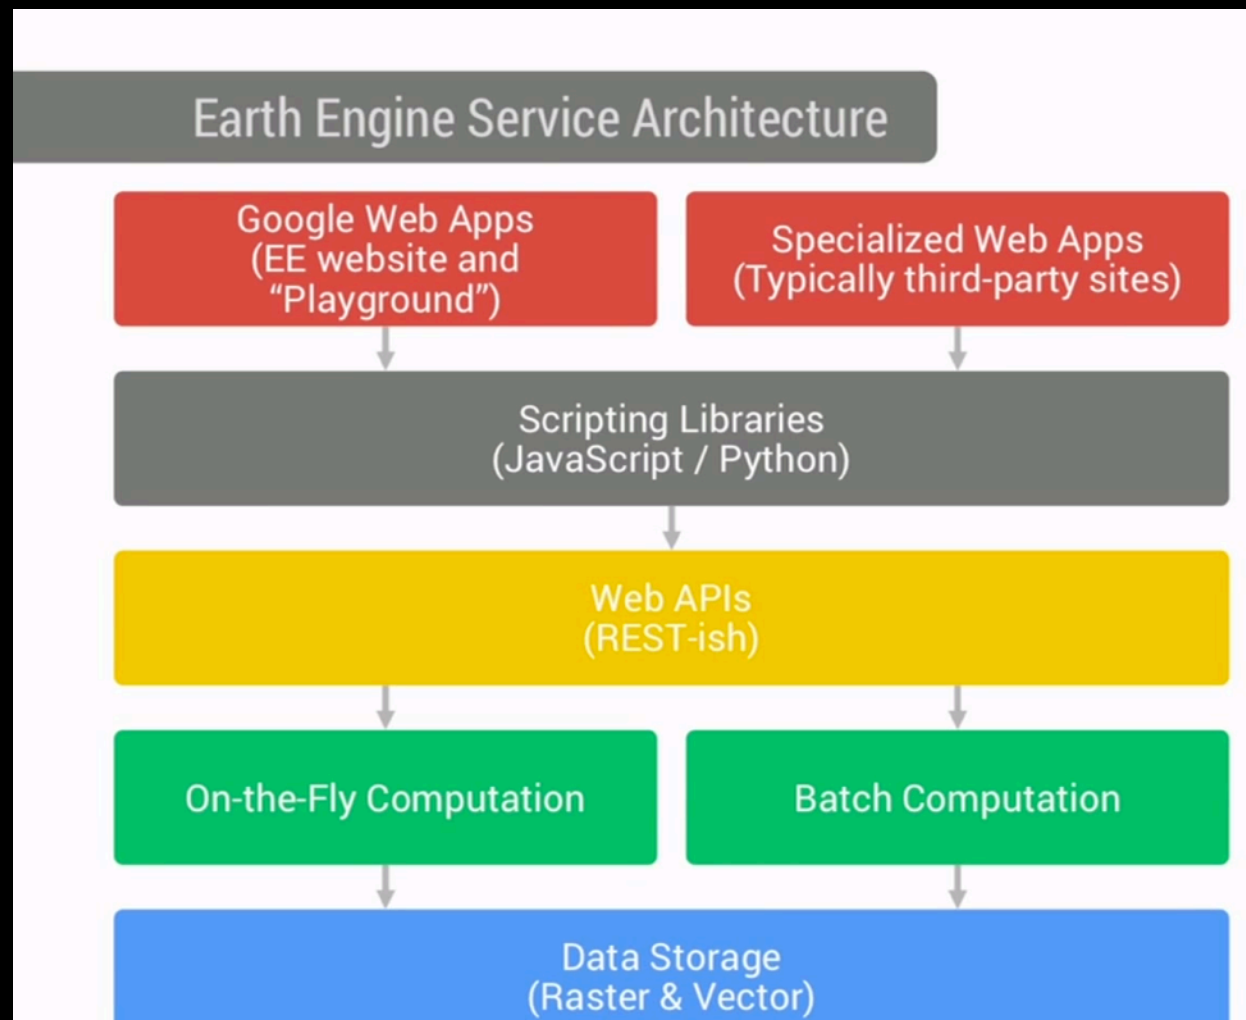 Earth Engine Service Architecture
Google Web Apps
(EE website and
“Playground”)
Specialized Web Apps
(Typically third-party sites)
Scripting Libraries
(JavaScript / Python)
Web APIs
(REST-ish)
On-the-Fly Computation
Batch Computation
Data Storage
(Raster & Vector)